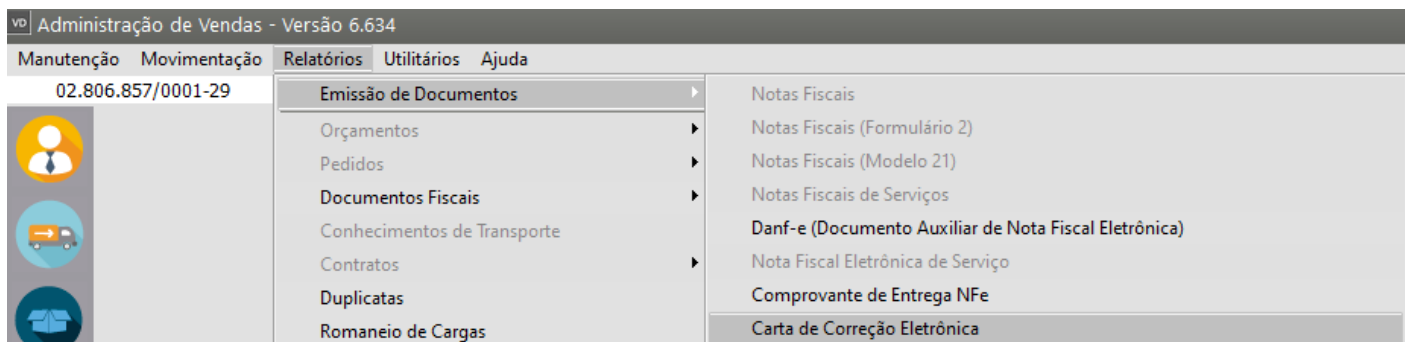 VD Administração de Vendas - Versão 6.634
Manutenção Movimentação Relatórios Utilitários Ajuda
02.806.857/0001-29
Emissão de Documentos
Orçamentos
Pedidos
Documentos Fiscais
Conhecimentos de Transporte
Contratos
Duplicatas
Romaneio de Cargas
Notas Fiscais
Notas Fiscais (Formulário 2)
Notas Fiscais (Modelo 21)
Notas Fiscais de Serviços
Danf-e (Documento Auxiliar de Nota Fiscal Eletrônica)
Nota Fiscal Eletrônica de Serviço
Comprovante de Entrega NFe
Carta de Correção Eletrônica